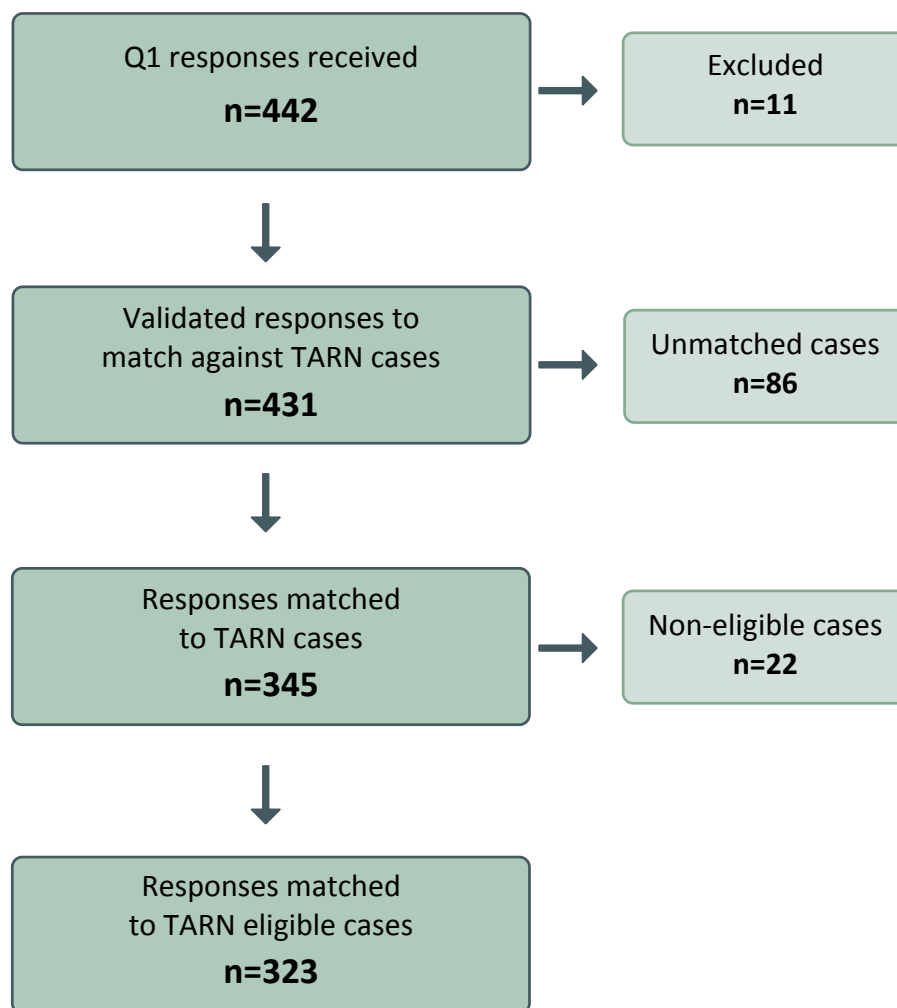 Q1 responses received
n=442
Excluded
n=11
Validated responses to
match against TARN cases
n=431
Unmatched cases
n=86
Responses matched
to TARN cases
n=345
Non-eligible cases
n=22
Responses matched
to TARN eligible cases
n=323